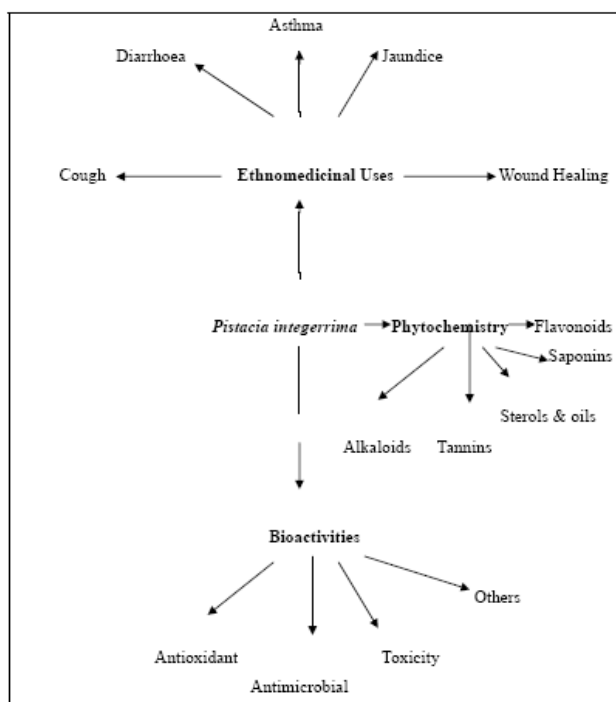 Asthma
Diarrhoea
Jaundice
Cough
Ethnomedicinal Uses
Wound Healing
Pistacia integerrima
Phytochemistry
Flavonoids
Saponins
Sterols & oils
Alkaloids
Tannins
Bioactivities
Others
Antioxidant
Toxicity
Antimicrobial